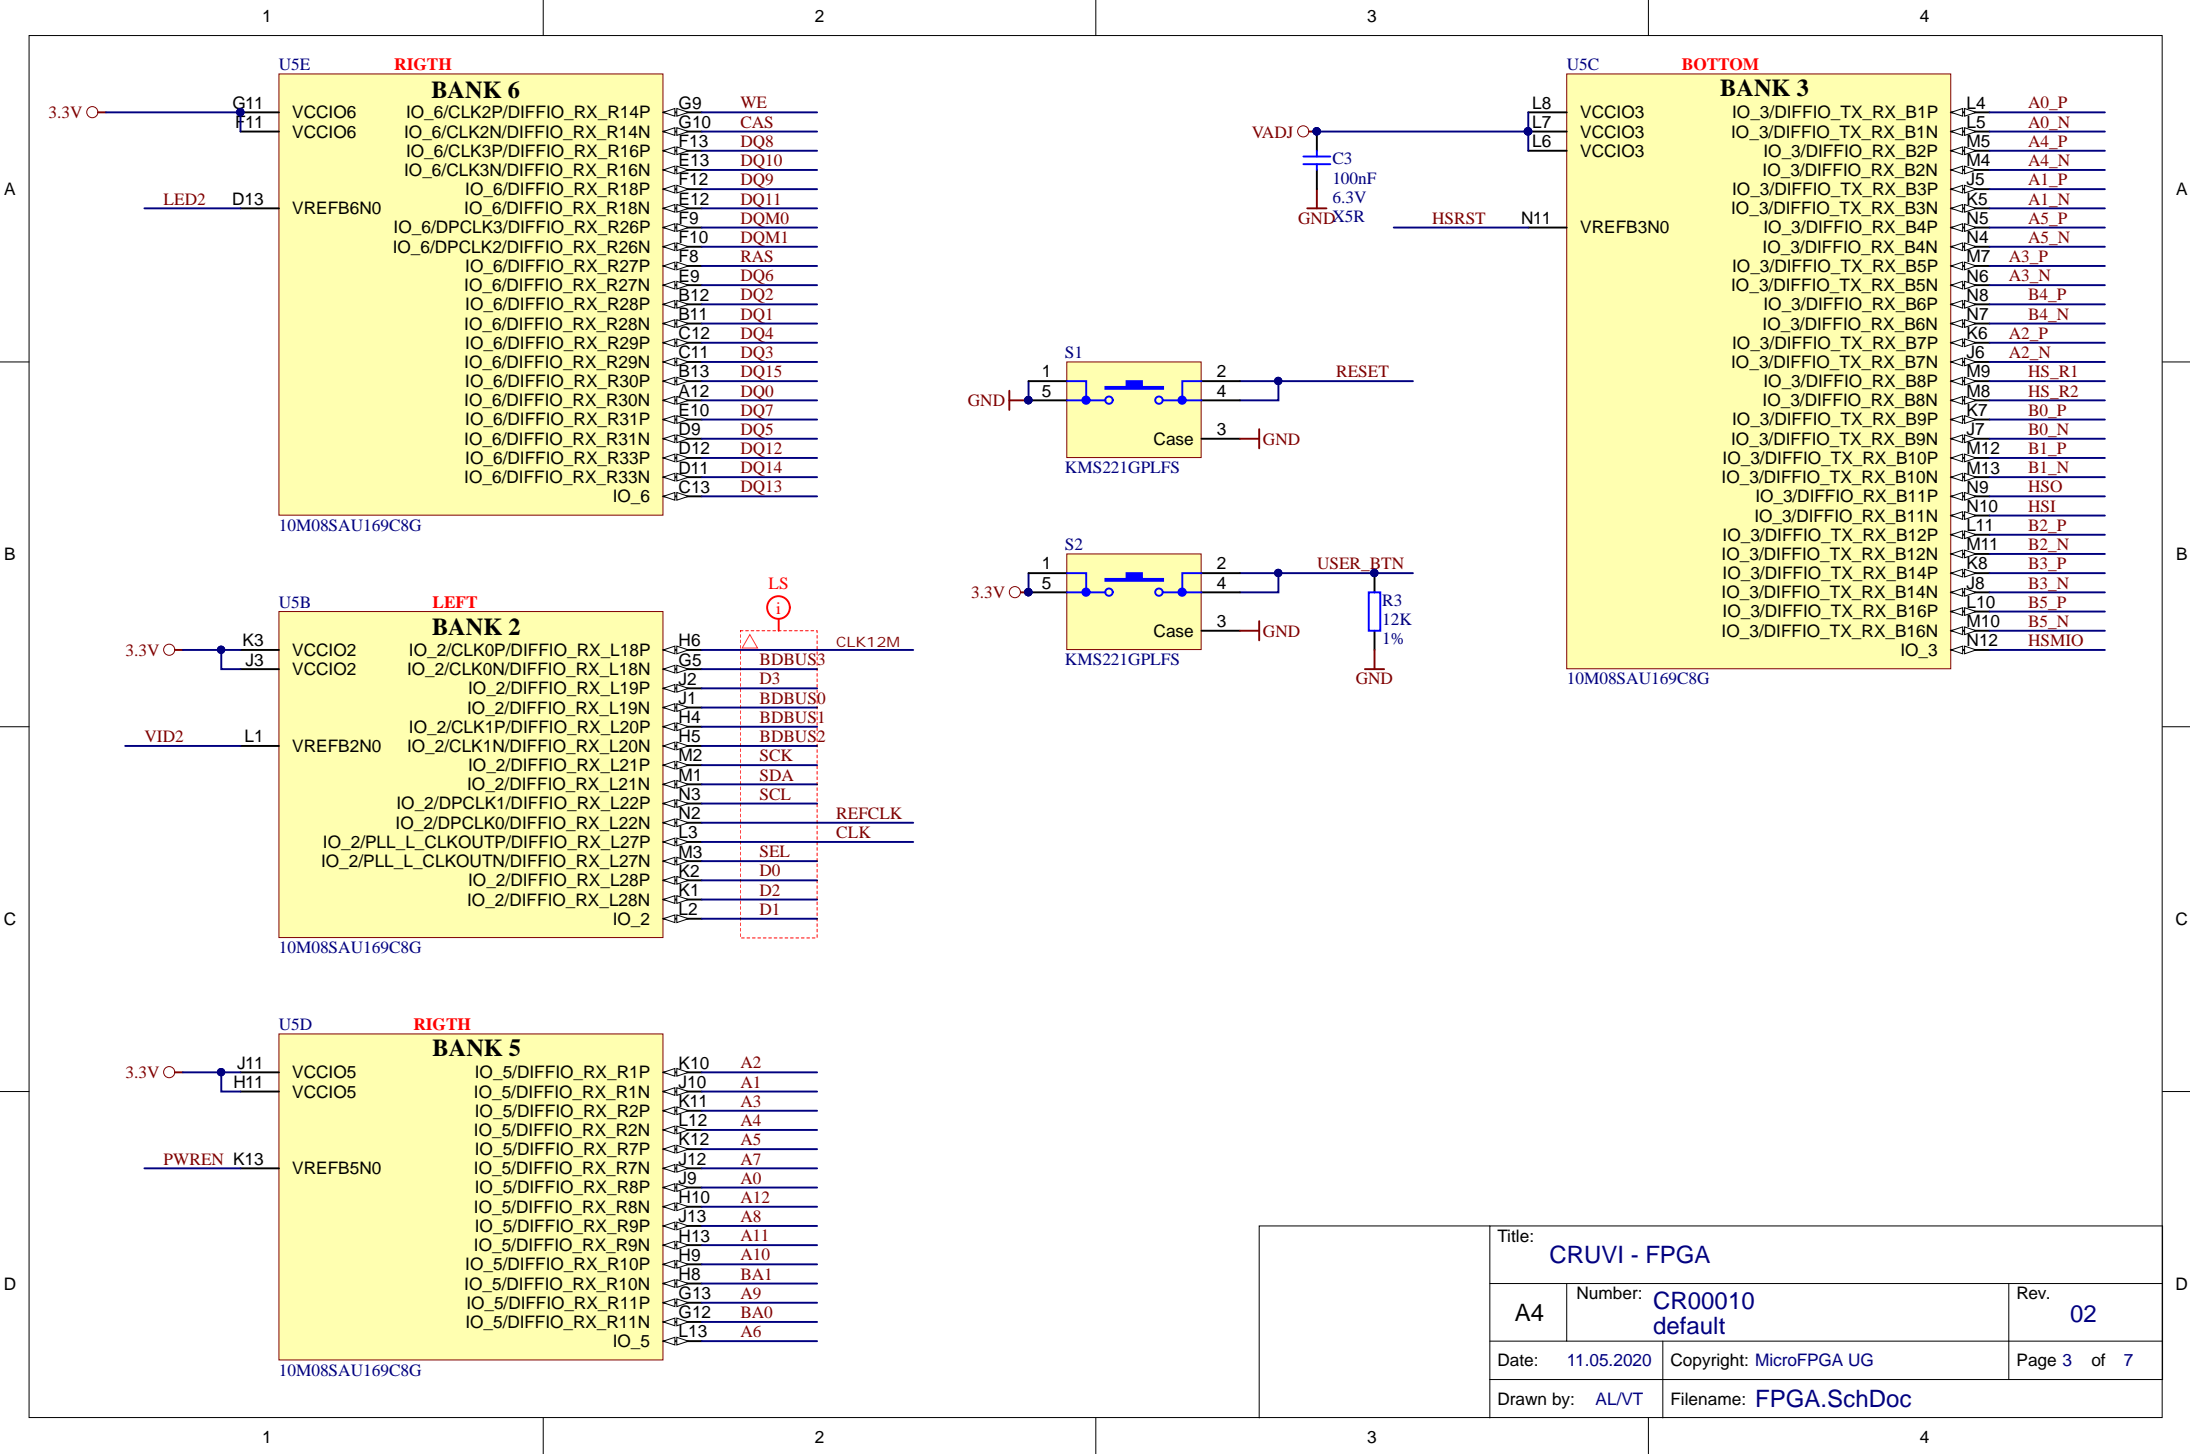 1 2 3 4
U5E RIGTH
BANK 6
3.3V
G11 VCCIO6
F11 VCCIO6
LED2 D13 VREFB6N0
IO_6/CLK2P/DIFFIO_RX_R14P G9 WE
IO_6/CLK2N/DIFFIO_RX_R14N G10 CAS
IO_6/CLK3P/DIFFIO_RX_R16P F13 DQ8
IO_6/CLK3N/DIFFIO_RX_R16N E13 DQ10
IO_6/DIFFIO_RX_R18P F12 DQ9
IO_6/DIFFIO_RX_R18N E12 DQ11
IO_6/DPCLK3/DIFFIO_RX_R26P F9 DQM0
IO_6/DPCLK2/DIFFIO_RX_R26N F10 DQM1
IO_6/DIFFIO_RX_R27P F8 RAS
IO_6/DIFFIO_RX_R27N E9 DQ6
IO_6/DIFFIO_RX_R28P B12 DQ2
IO_6/DIFFIO_RX_R28N B11 DQ1
IO_6/DIFFIO_RX_R29P C12 DQ4
IO_6/DIFFIO_RX_R29N C11 DQ3
IO_6/DIFFIO_RX_R30P B13 DQ15
IO_6/DIFFIO_RX_R30N A12 DQ0
IO_6/DIFFIO_RX_R31P E10 DQ7
IO_6/DIFFIO_RX_R31N D9 DQ5
IO_6/DIFFIO_RX_R33P D12 DQ12
IO_6/DIFFIO_RX_R33N D11 DQ14
IO_6 C13 DQ13
10M08SAU169C8G
U5B LEFT
BANK 2
LS
i
3.3V
K3 VCCIO2
J3 VCCIO2
VID2 L1 VREFB2N0
IO_2/CLK0P/DIFFIO_RX_L18P H6 CLK12M
IO_2/CLK0N/DIFFIO_RX_L18N G5 BDBUS3
IO_2/DIFFIO_RX_L19P J2 D3
IO_2/DIFFIO_RX_L19N J1 BDBUS0
IO_2/CLK1P/DIFFIO_RX_L20P H4 BDBUS1
IO_2/CLK1N/DIFFIO_RX_L20N H5 BDBUS2
IO_2/DIFFIO_RX_L21P M2 SCK
IO_2/DIFFIO_RX_L21N M1 SDA
IO_2/DPCLK1/DIFFIO_RX_L22P N3 SCL
IO_2/DPCLK0/DIFFIO_RX_L22N N2 REFCLK
IO_2/PLL_L_CLKOUTP/DIFFIO_RX_L27P L3 CLK
IO_2/PLL_L_CLKOUTN/DIFFIO_RX_L27N M3 SEL
IO_2/DIFFIO_RX_L28P K2 D0
IO_2/DIFFIO_RX_L28N K1 D2
IO_2 L2 D1
10M08SAU169C8G
U5D RIGTH
BANK 5
3.3V
J11 VCCIO5
H11 VCCIO5
PWREN K13 VREFB5N0
IO_5/DIFFIO_RX_R1P K10 A2
IO_5/DIFFIO_RX_R1N J10 A1
IO_5/DIFFIO_RX_R2P K11 A3
IO_5/DIFFIO_RX_R2N L12 A4
IO_5/DIFFIO_RX_R7P K12 A5
IO_5/DIFFIO_RX_R7N J12 A7
IO_5/DIFFIO_RX_R8P J9 A0
IO_5/DIFFIO_RX_R8N H10 A12
IO_5/DIFFIO_RX_R9P J13 A8
IO_5/DIFFIO_RX_R9N H13 A11
IO_5/DIFFIO_RX_R10P H9 A10
IO_5/DIFFIO_RX_R10N H8 BA1
IO_5/DIFFIO_RX_R11P G13 A9
IO_5/DIFFIO_RX_R11N G12 BA0
IO_5 L13 A6
10M08SAU169C8G
S1
GND 1 5 2 4 RESET
Case 3 GND
KMS221GPLFS
S2
3.3V 1 5 2 4 USER_BTN
Case 3 GND
KMS221GPLFS
R3
12K
1%
GND
U5C BOTTOM
BANK 3
VADJ
C3
100nF
6.3V
X5R
GND
L8 VCCIO3
L7 VCCIO3
L6 VCCIO3
HSRST N11 VREFB3N0
IO_3/DIFFIO_TX_RX_B1P L4 A0_P
IO_3/DIFFIO_TX_RX_B1N L5 A0_N
IO_3/DIFFIO_RX_B2P M5 A4_P
IO_3/DIFFIO_RX_B2N M4 A4_N
IO_3/DIFFIO_TX_RX_B3P J5 A1_P
IO_3/DIFFIO_TX_RX_B3N K5 A1_N
IO_3/DIFFIO_RX_B4P N5 A5_P
IO_3/DIFFIO_RX_B4N N4 A5_N
IO_3/DIFFIO_TX_RX_B5P M7 A3_P
IO_3/DIFFIO_TX_RX_B5N N6 A3_N
IO_3/DIFFIO_RX_B6P N8 B4_P
IO_3/DIFFIO_RX_B6N N7 B4_N
IO_3/DIFFIO_TX_RX_B7P K6 A2_P
IO_3/DIFFIO_TX_RX_B7N J6 A2_N
IO_3/DIFFIO_RX_B8P M9 HS_R1
IO_3/DIFFIO_RX_B8N M8 HS_R2
IO_3/DIFFIO_TX_RX_B9P K7 B0_P
IO_3/DIFFIO_TX_RX_B9N J7 B0_N
IO_3/DIFFIO_TX_RX_B10P M12 B1_P
IO_3/DIFFIO_TX_RX_B10N M13 B1_N
IO_3/DIFFIO_RX_B11P N9 HSO
IO_3/DIFFIO_RX_B11N N10 HSI
IO_3/DIFFIO_TX_RX_B12P L11 B2_P
IO_3/DIFFIO_TX_RX_B12N M11 B2_N
IO_3/DIFFIO_TX_RX_B14P K8 B3_P
IO_3/DIFFIO_TX_RX_B14N J8 B3_N
IO_3/DIFFIO_TX_RX_B16P L10 B5_P
IO_3/DIFFIO_TX_RX_B16N M10 B5_N
IO_3 N12 HSMIO
10M08SAU169C8G
A A
B B
C C
D D
Title:
CRUVI - FPGA
A4 Number: CR00010
default
Rev.
02
Date: 11.05.2020 Copyright: MicroFPGA UG Page 3 of 7
Drawn by: AL/VT Filename: FPGA.SchDoc
1 2 3 4